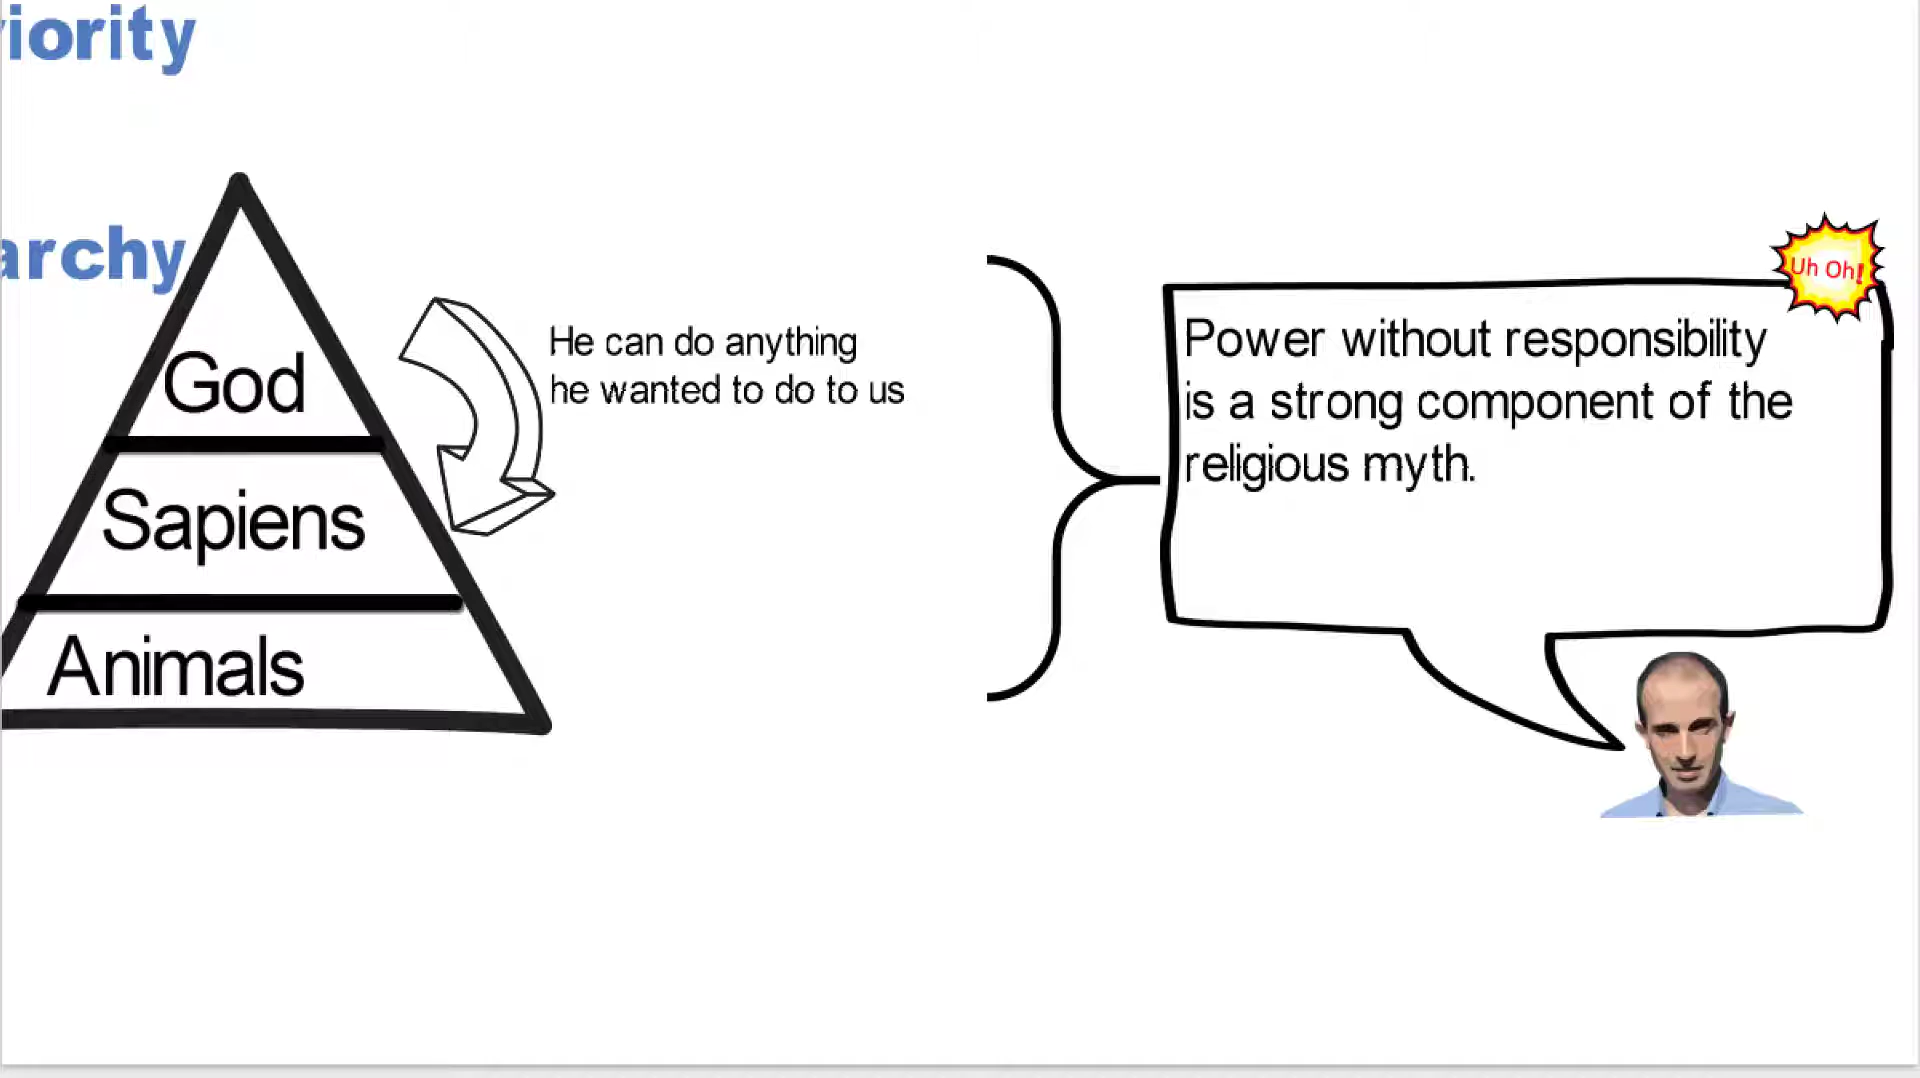 iority
archy
God
Sapiens
Animals
He can do anything
he wanted to do to us
Uh Oh!
Power without responsibility
is a strong component of the
religious myth.